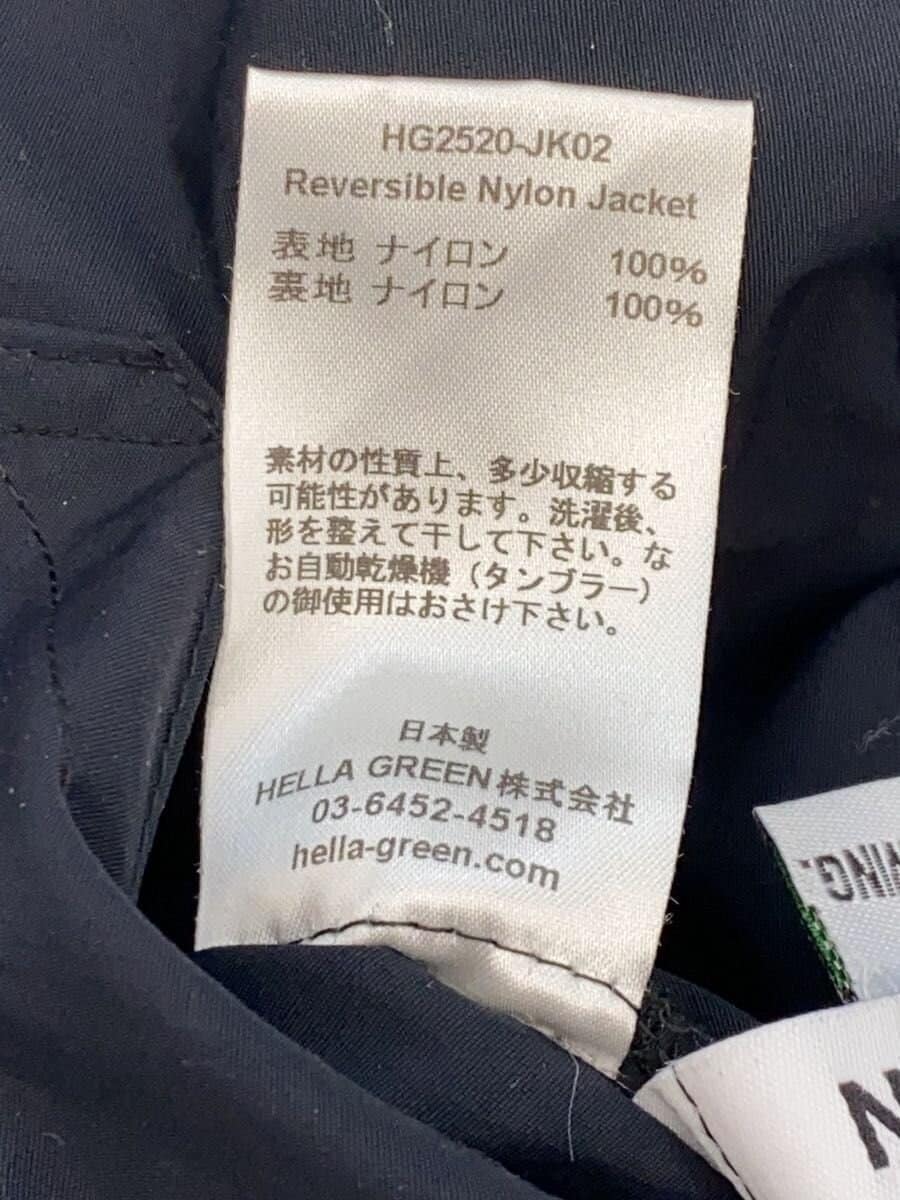 HG2520-JK02
Reversible Nylon Jacket
表地 ナイロン 100%
裏地 ナイロン 100%
素材の性質上、多少収縮する
可能性があります。洗濯後、
形を整えて干して下さい。な
お自動乾燥機（タンブラー）
の御使用はおさけ下さい。
日本製
HELLA GREEN株式会社
03-6452-4518
hella-green.com